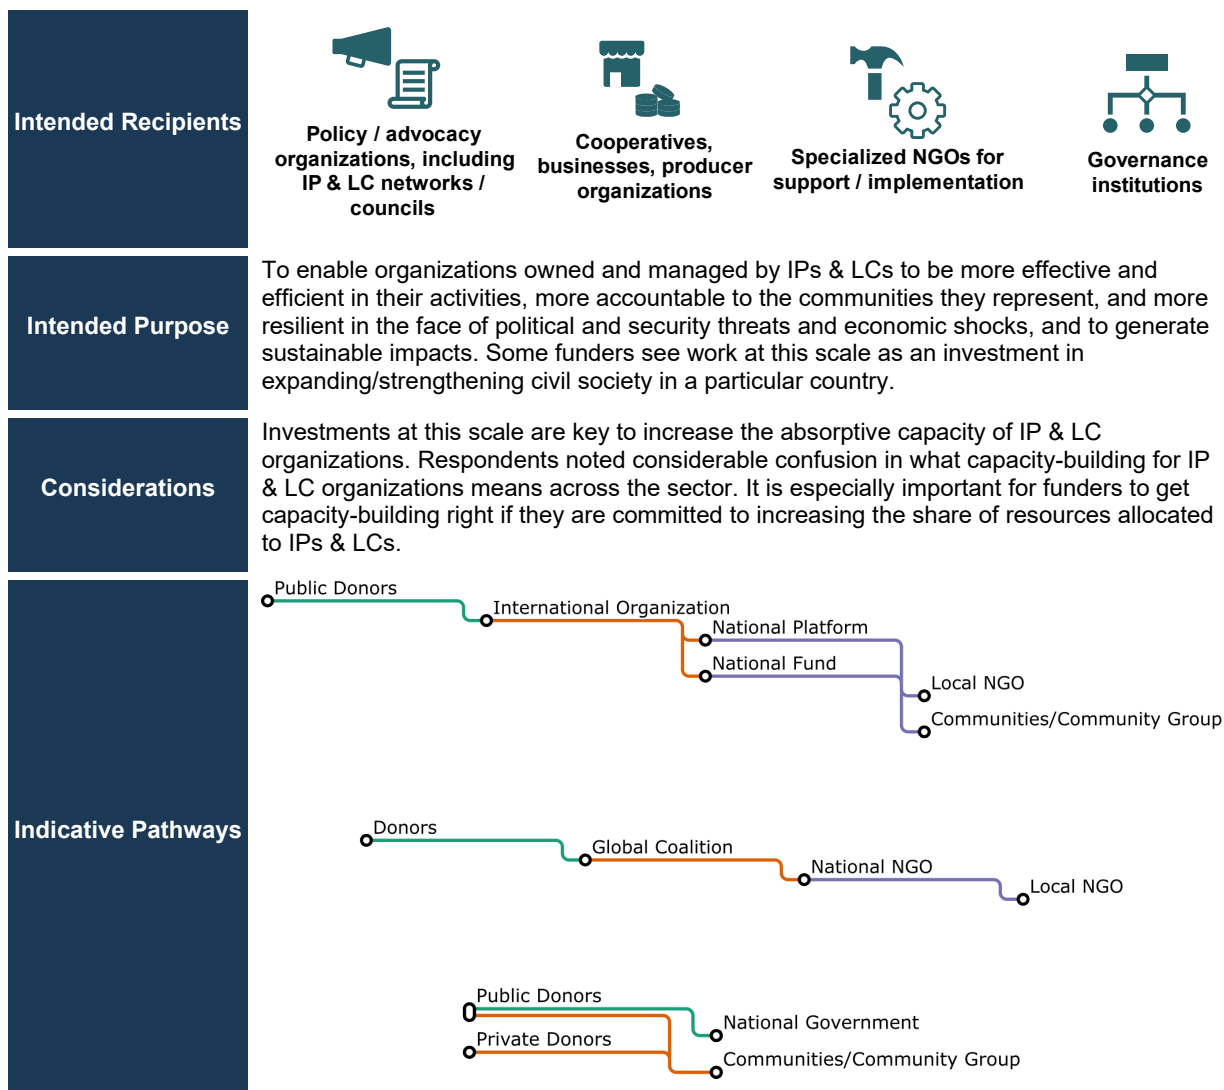 Intended Recipients
Policy / advocacy
organizations, including
IP & LC networks /
councils
Cooperatives,
businesses, producer
organizations
Specialized NGOs for
support / implementation
Governance
institutions
Intended Purpose
To enable organizations owned and managed by IPs & LCs to be more effective and
efficient in their activities, more accountable to the communities they represent, and more
resilient in the face of political and security threats and economic shocks, and to generate
sustainable impacts. Some funders see work at this scale as an investment in
expanding/strengthening civil society in a particular country.
Considerations
Investments at this scale are key to increase the absorptive capacity of IP & LC
organizations. Respondents noted considerable confusion in what capacity-building for IP
& LC organizations means across the sector. It is especially important for funders to get
capacity-building right if they are committed to increasing the share of resources allocated
to IPs & LCs.
Indicative Pathways
Public Donors
International Organization
National Platform
National Fund
Local NGO
Communities/Community Group
Donors
Global Coalition
National NGO
Local NGO
Public Donors
National Government
Private Donors
Communities/Community Group